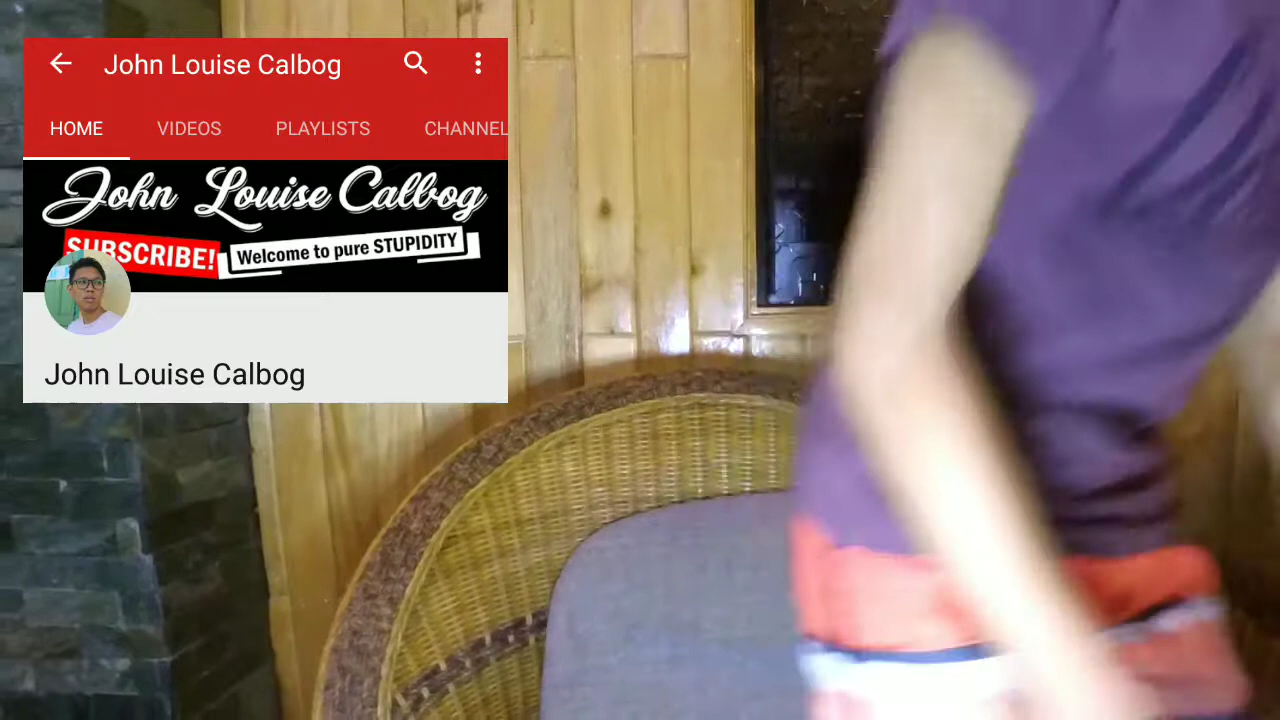 John Louise Calbog
HOME VIDEOS PLAYLISTS CHANNEL
John Louise Calbog
SUBSCRIBE! Welcome to pure STUPIDITY
John Louise Calbog